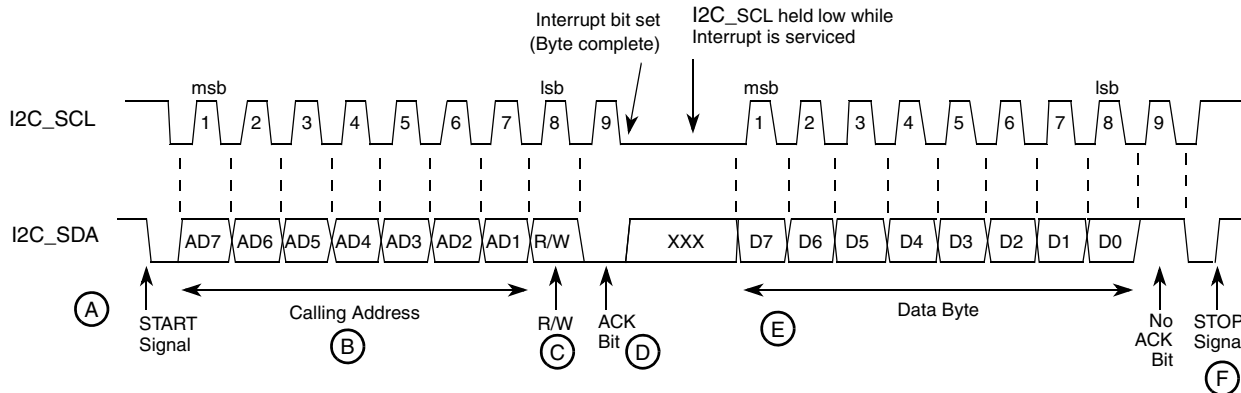 Interrupt bit set
(Byte complete)
I2C_SCL held low while
Interrupt is serviced
msb
lsb
msb
lsb
I2C_SCL
1 2 3 4 5 6 7 8 9 1 2 3 4 5 6 7 8 9
I2C_SDA
AD7 AD6 AD5 AD4 AD3 AD2 AD1 R/W XXX D7 D6 D5 D4 D3 D2 D1 D0
A
START
Signal
Calling Address
B
R/W
C
ACK
Bit
D
E
Data Byte
No
ACK
Bit
STOP
Signal
F